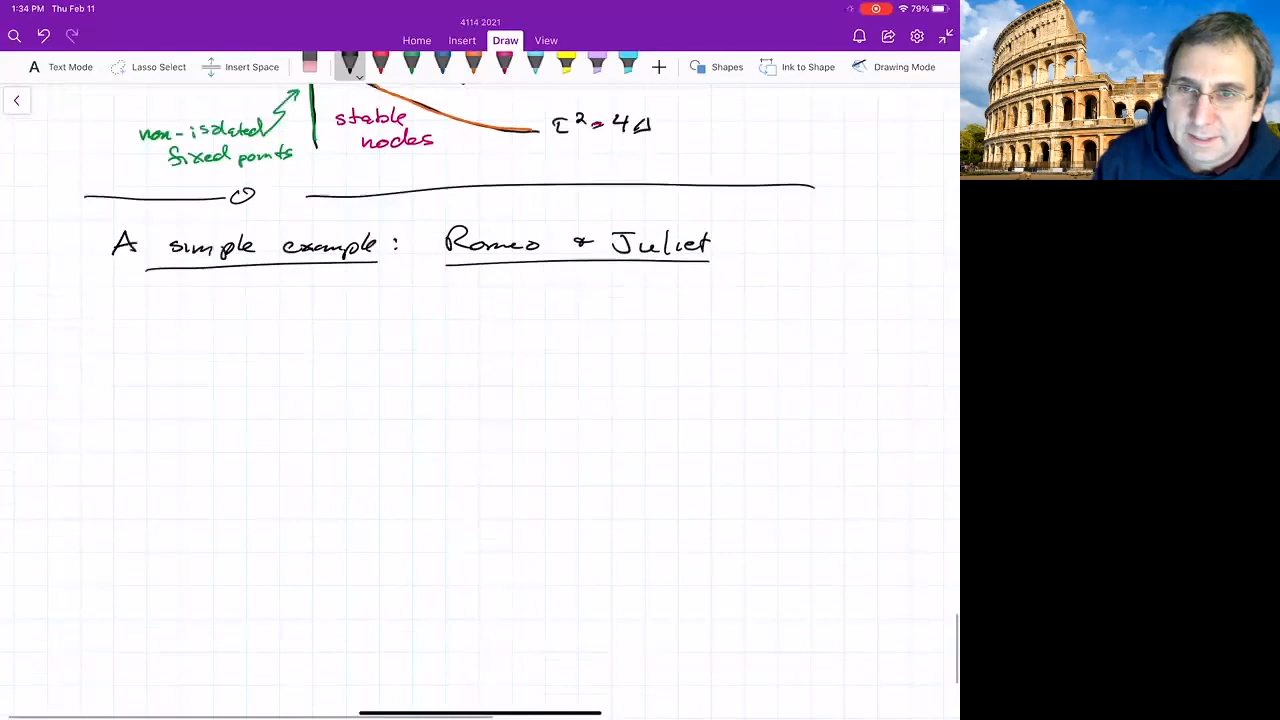 1:34 PM Thu Feb 11
79%
4114 2021
Home Insert Draw View
Text Mode Lasso Select Insert Space Shapes Ink to Shape Drawing Mode
non-isolated
fixed points
stable
nodes
τ² = 4Δ
A simple example: Romeo & Juliet